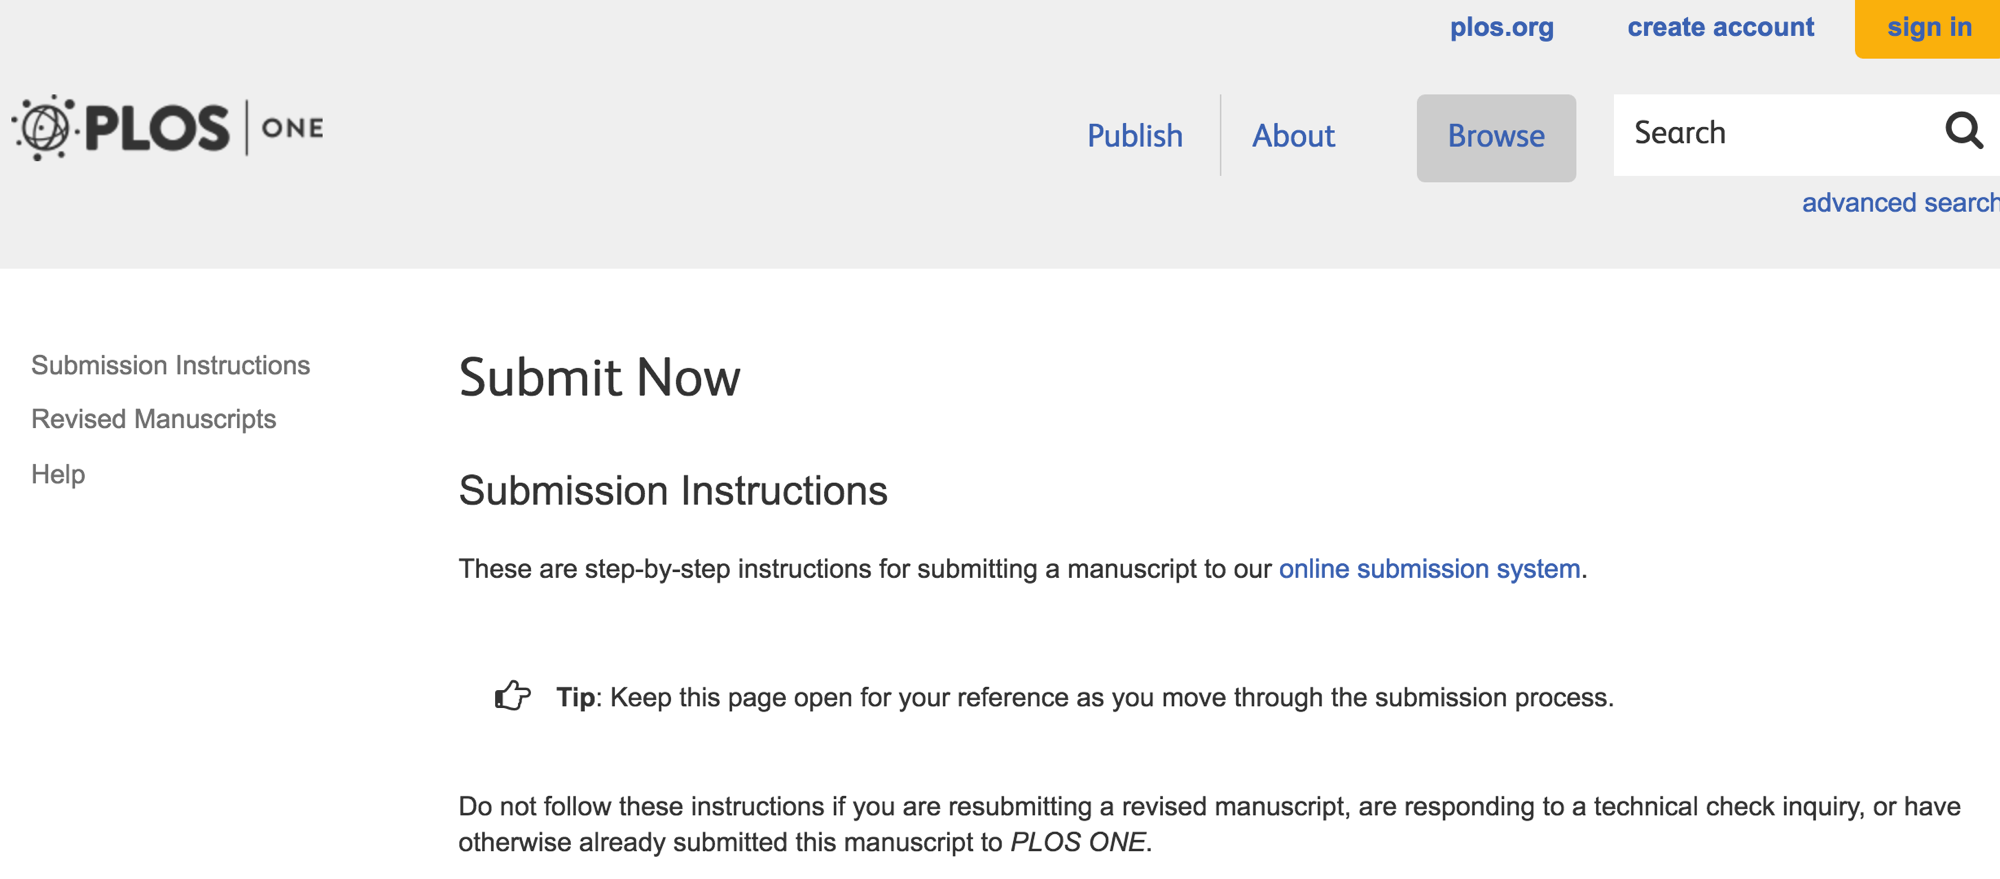 plos.org create account sign in
PLOS ONE
Publish About Browse Search
advanced search
Submission Instructions
Revised Manuscripts
Help
Submit Now
Submission Instructions
These are step-by-step instructions for submitting a manuscript to our online submission system.
Tip: Keep this page open for your reference as you move through the submission process.
Do not follow these instructions if you are resubmitting a revised manuscript, are responding to a technical check inquiry, or have
otherwise already submitted this manuscript to PLOS ONE.